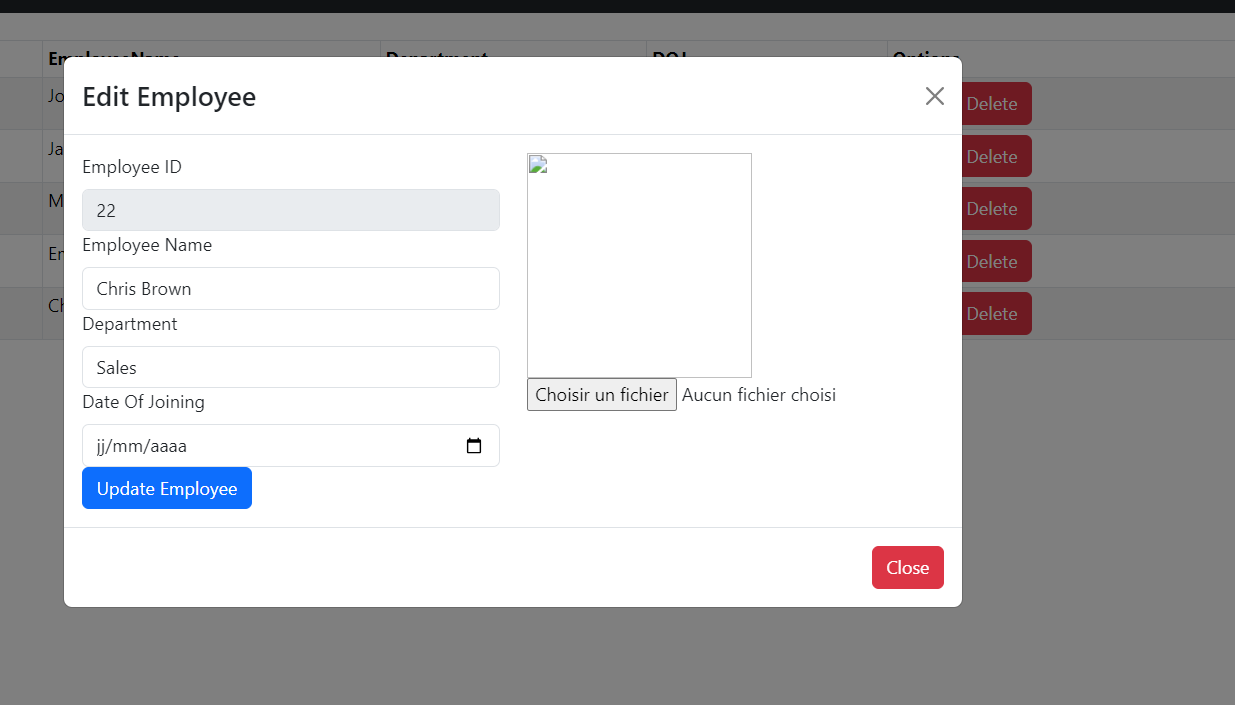 Edit Employee
Delete
Employee ID
Delete
22
Delete
Employee Name
Delete
Chris Brown
Delete
Department
Sales
Choisir un fichier Aucun fichier choisi
Date Of Joining
jj/mm/aaaa
Update Employee
Close